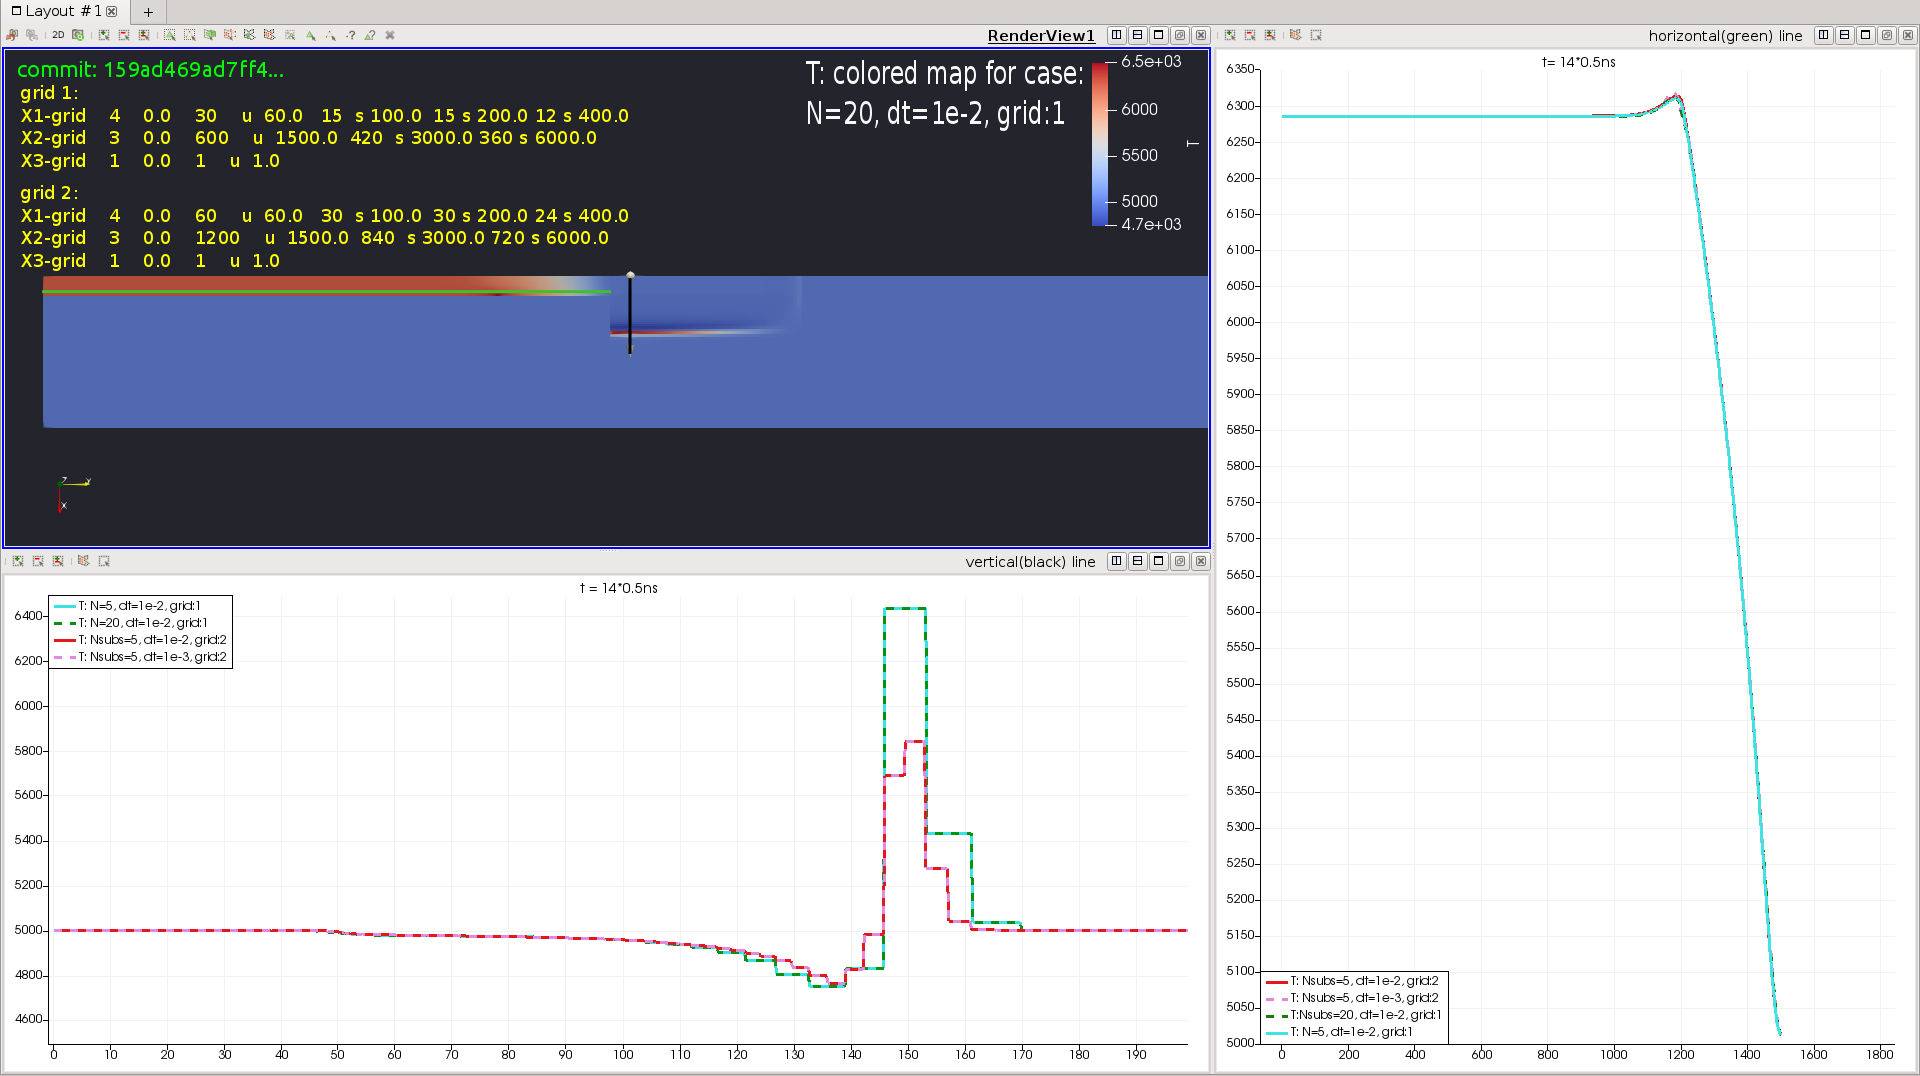 Layout #1
+
2D
RenderView1
commit: 159ad469ad7ff4...
grid 1:
X1-grid 4 0.0 30 u 60.0 15 s 100.0 15 s 200.0 12 s 400.0
X2-grid 3 0.0 600 u 1500.0 420 s 3000.0 360 s 6000.0
X3-grid 1 0.0 1 u 1.0
grid 2:
X1-grid 4 0.0 60 u 60.0 30 s 100.0 30 s 200.0 24 s 400.0
X2-grid 3 0.0 1200 u 1500.0 840 s 3000.0 720 s 6000.0
X3-grid 1 0.0 1 u 1.0
T: colored map for case:
N=20, dt=1e-2, grid:1
6.5e+03
6000
5500
5000
4.7e+03
T
Z
Y
X
vertical(black) line
t = 14*0.5ns
T: N=5, dt=1e-2, grid:1
T: N=20, dt=1e-2, grid:1
T: Nsubs=5, dt=1e-2, grid:2
T: Nsubs=5, dt=1e-3, grid:2
6400
6200
6000
5800
5600
5400
5200
5000
4800
4600
0 10 20 30 40 50 60 70 80 90 100 110 120 130 140 150 160 170 180 190
horizontal(green) line
t= 14*0.5ns
6350
6300
6250
6200
6150
6100
6050
6000
5950
5900
5850
5800
5750
5700
5650
5600
5550
5500
5450
5400
5350
5300
5250
5200
5150
5100
5050
5000
T: Nsubs=5, dt=1e-2, grid:2
T: Nsubs=5, dt=1e-3, grid:2
T:Nsubs=20, dt=1e-2, grid:1
T: N=5, dt=1e-2, grid:1
0 200 400 600 800 1000 1200 1400 1600 1800